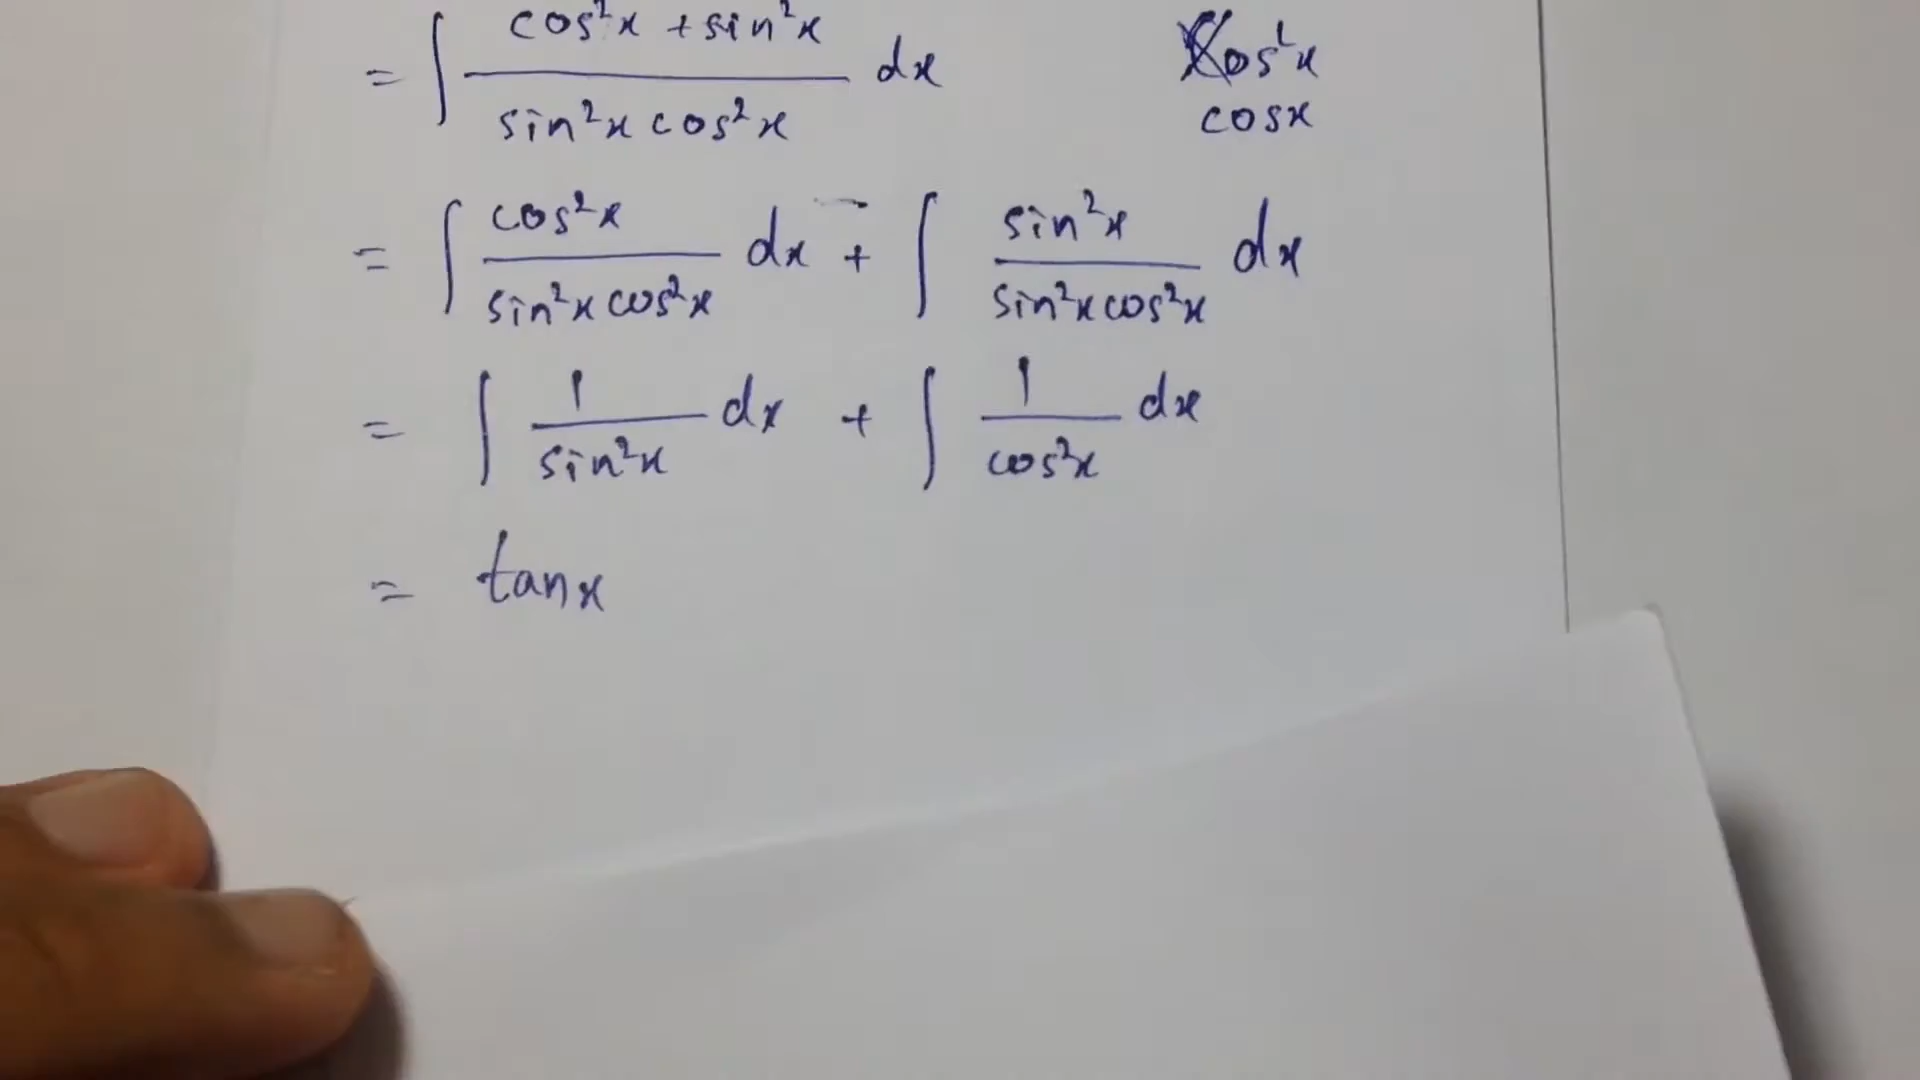 = ∫ (cos²x + sin²x)/(sin²x cos²x) dx
cos²x
cosx
= ∫ cos²x/(sin²x cos²x) dx + ∫ sin²x/(sin²x cos²x) dx
= ∫ 1/sin²x dx + ∫ 1/cos²x dx
= tanx